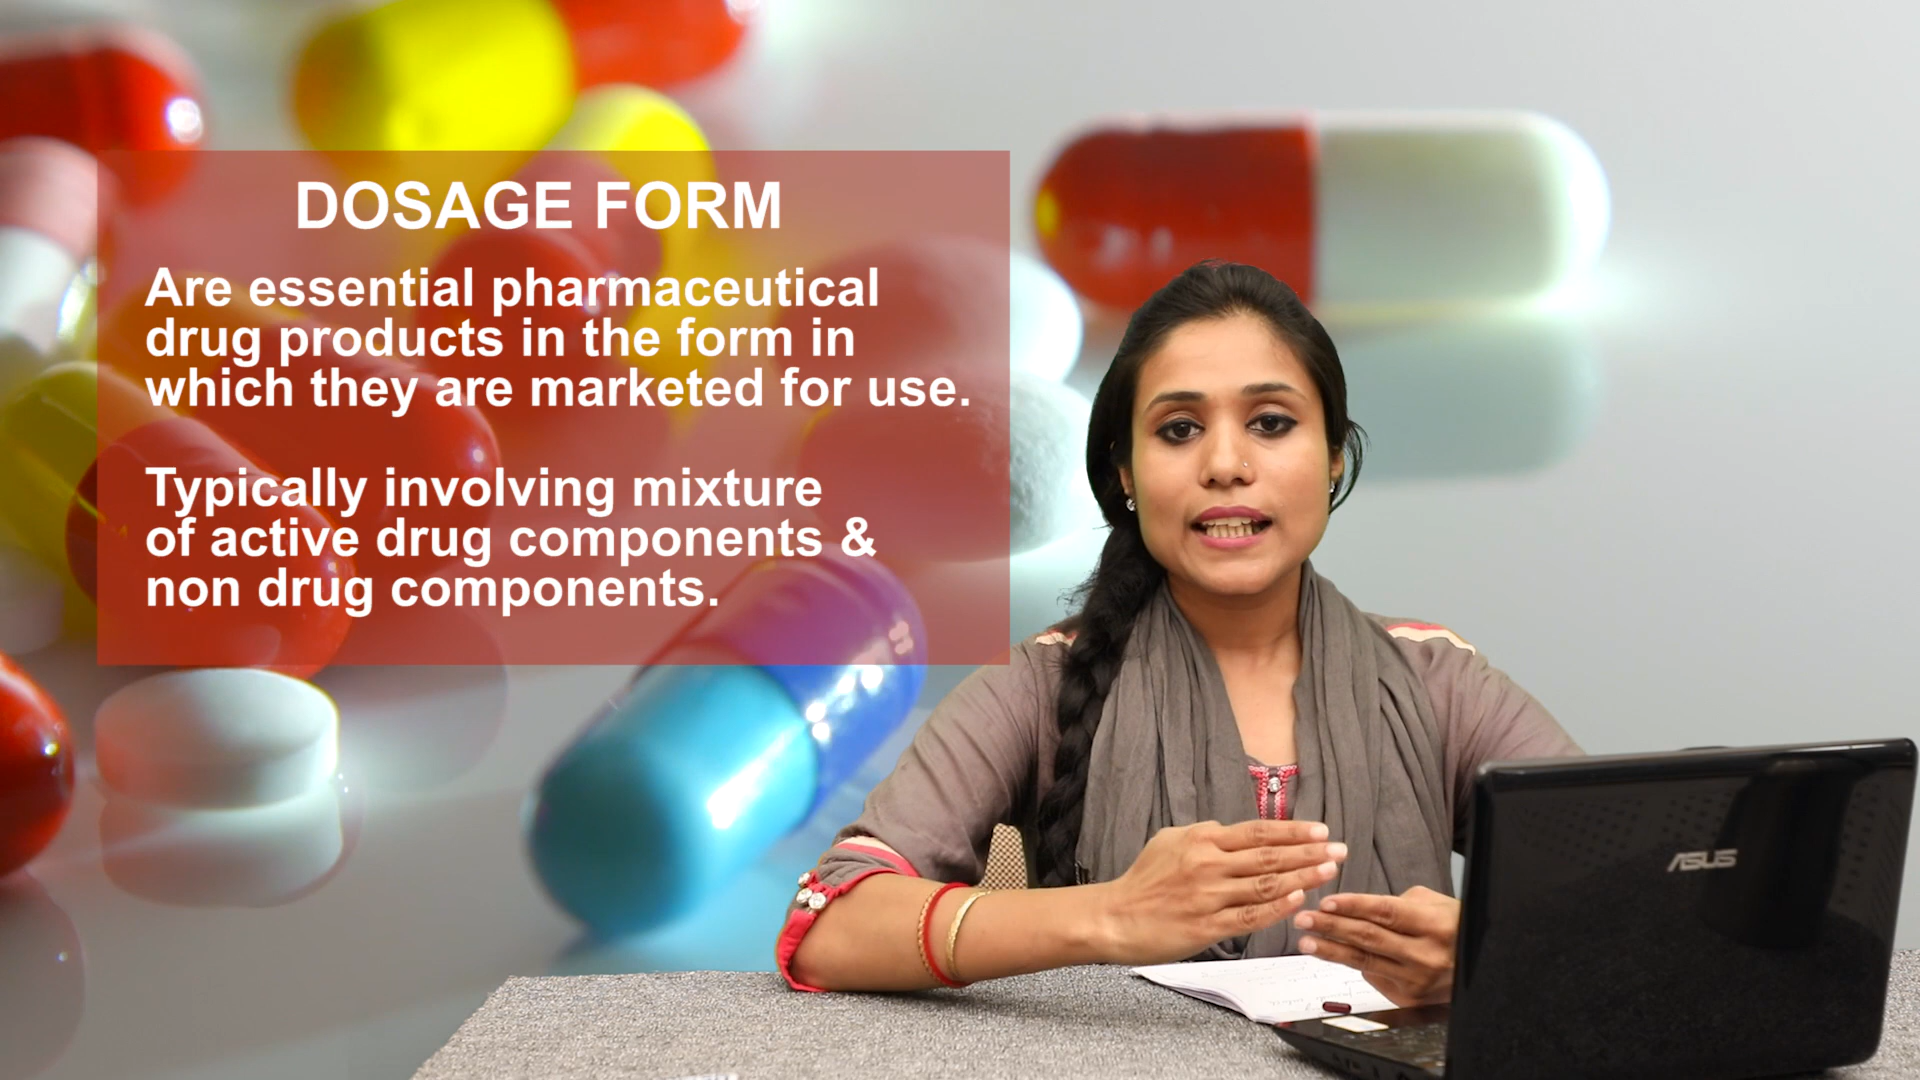 DOSAGE FORM
Are essential pharmaceutical
drug products in the form in
which they are marketed for use.
Typically involving mixture
of active drug components &
non drug components.
ASUS